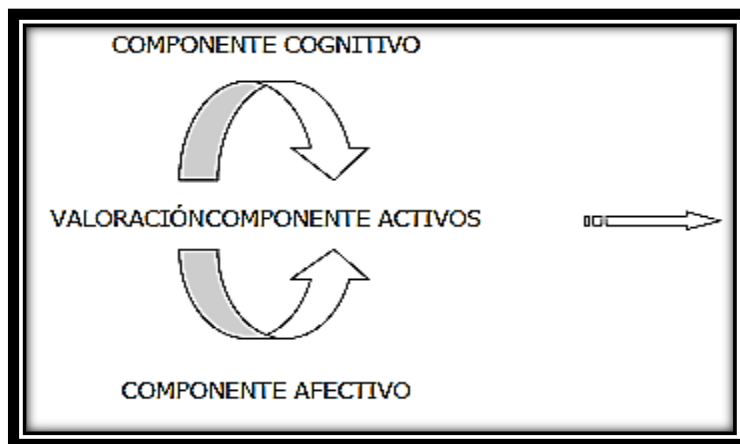 COMPONENTE COGNITIVO
VALORACIÓNCOMPONENTE ACTIVOS
COMPONENTE AFECTIVO